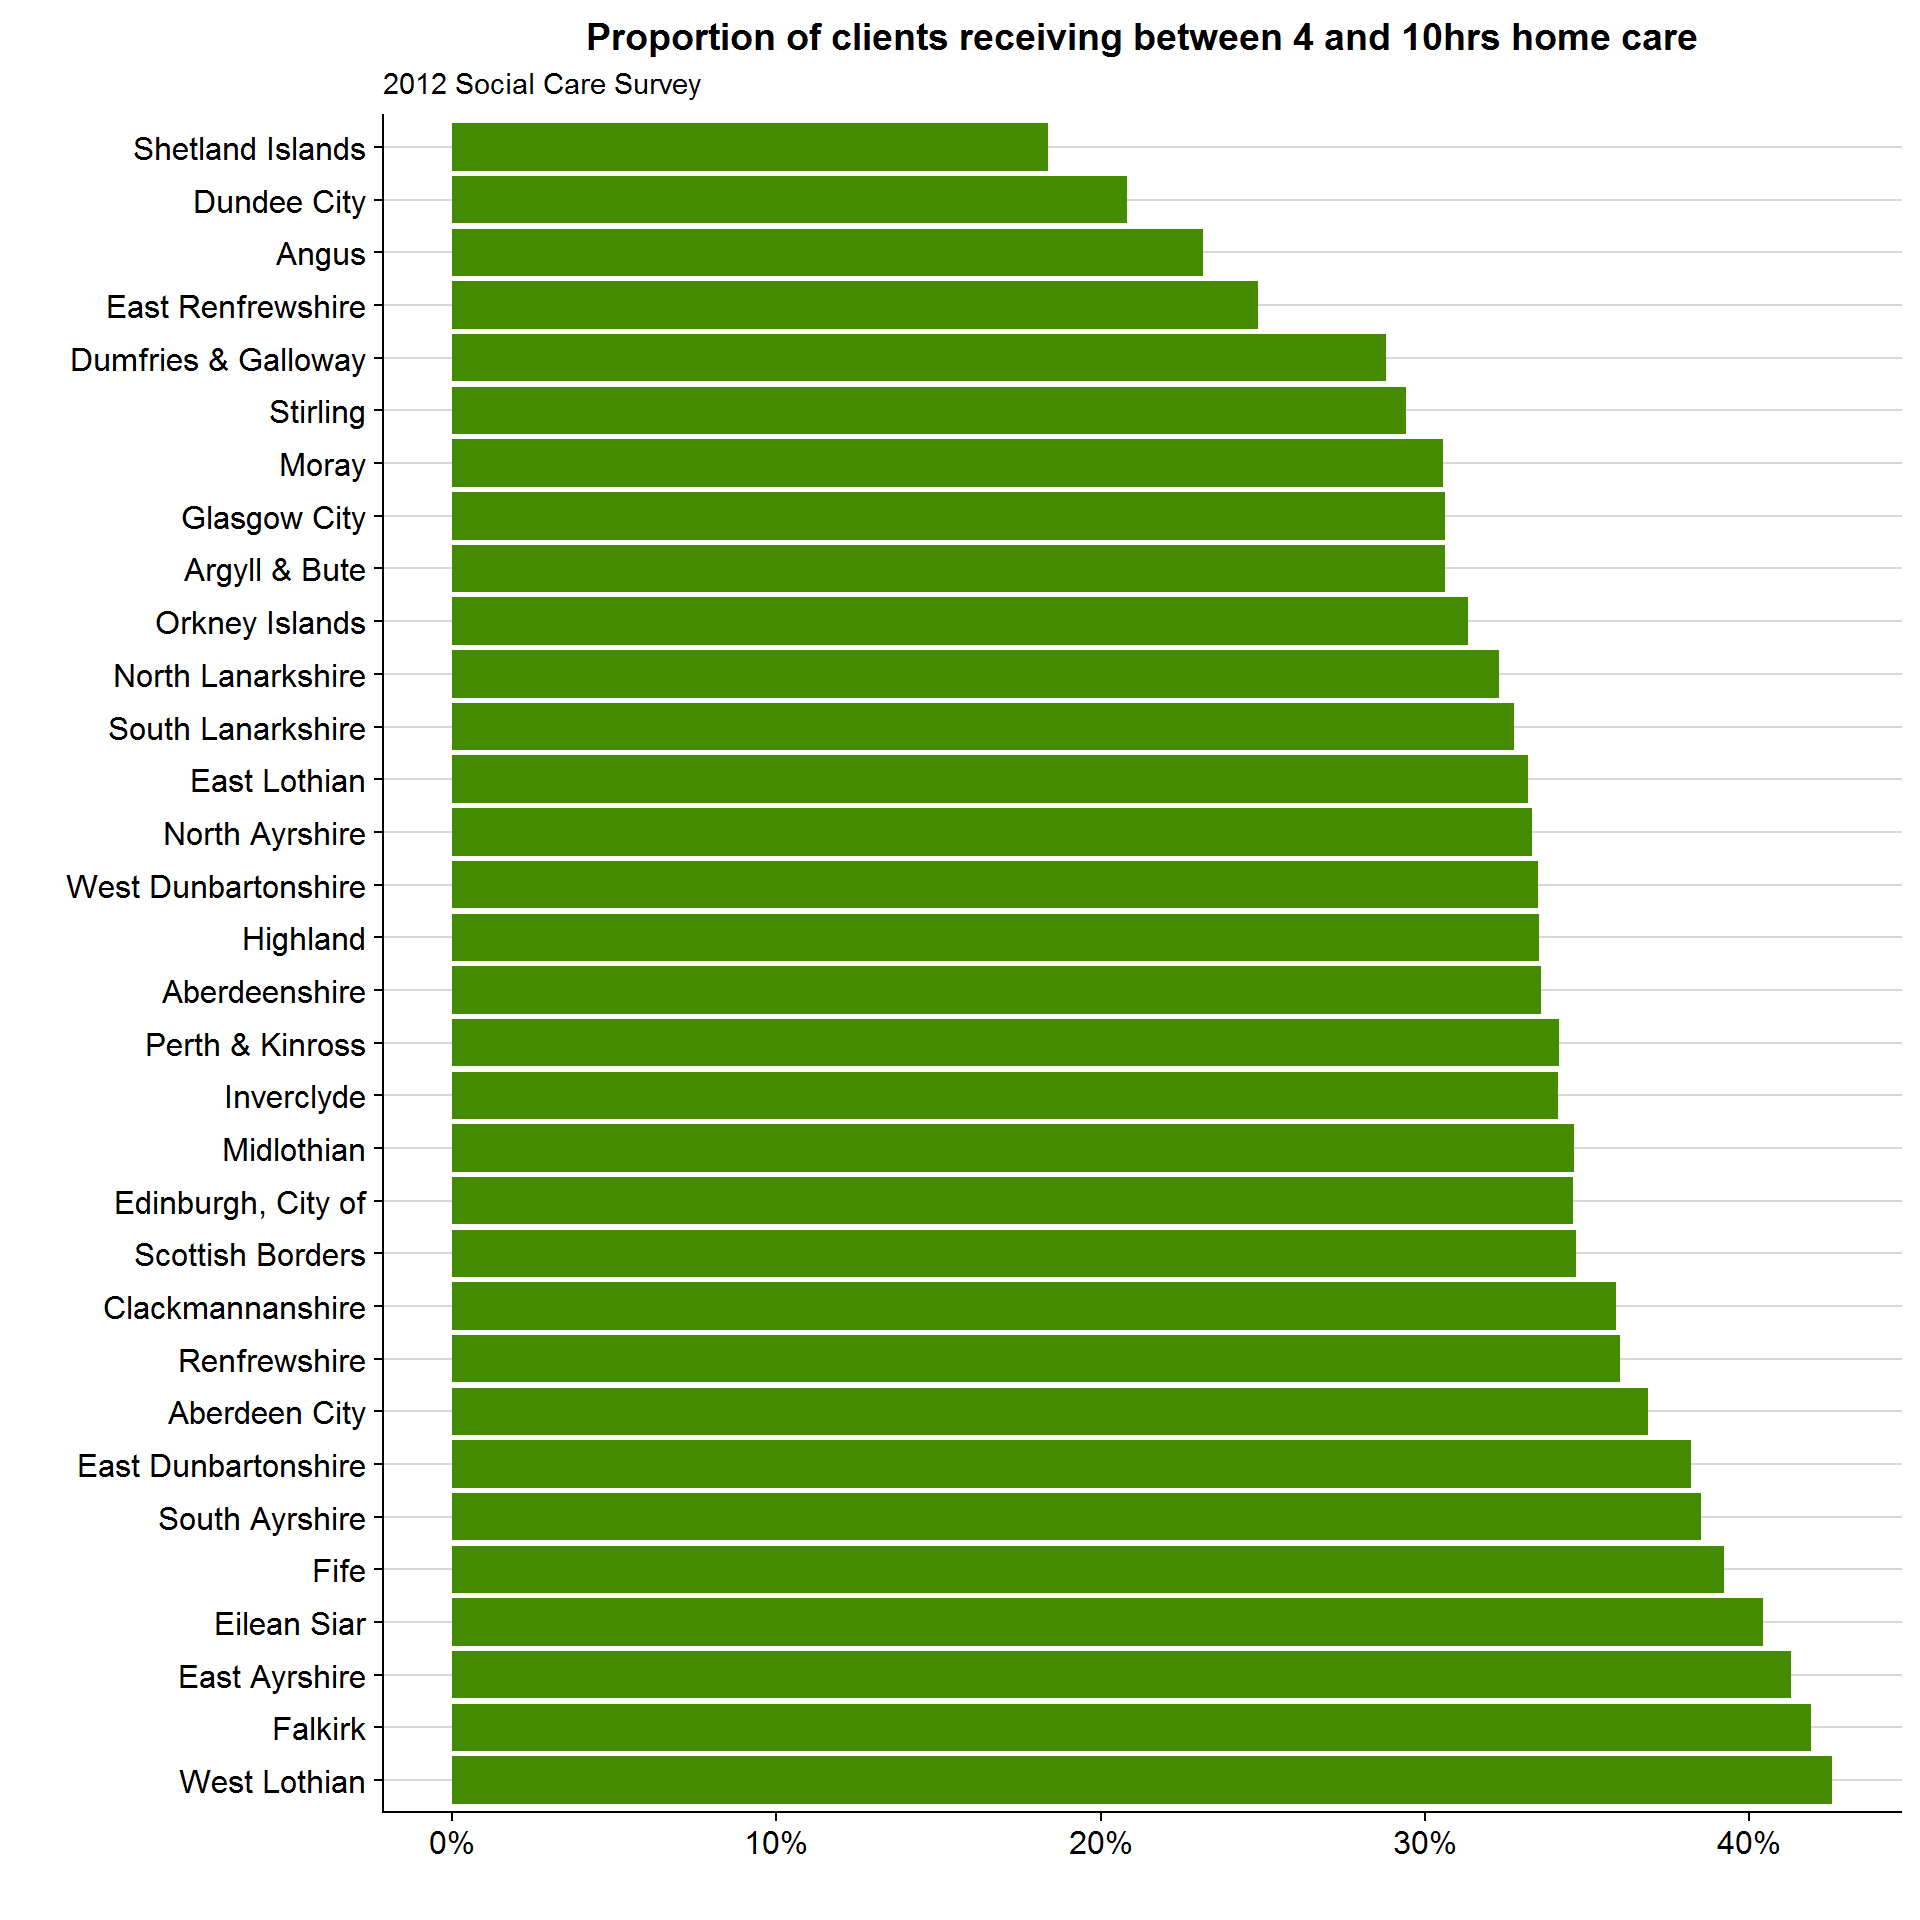 Proportion of clients receiving between 4 and 10hrs home care
2012 Social Care Survey
Shetland Islands
Dundee City
Angus
East Renfrewshire
Dumfries & Galloway
Stirling
Moray
Glasgow City
Argyll & Bute
Orkney Islands
North Lanarkshire
South Lanarkshire
East Lothian
North Ayrshire
West Dunbartonshire
Highland
Aberdeenshire
Perth & Kinross
Inverclyde
Midlothian
Edinburgh, City of
Scottish Borders
Clackmannanshire
Renfrewshire
Aberdeen City
East Dunbartonshire
South Ayrshire
Fife
Eilean Siar
East Ayrshire
Falkirk
West Lothian
0% 10% 20% 30% 40%